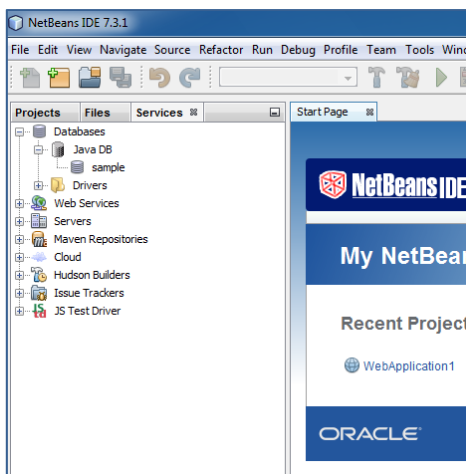 NetBeans IDE 7.3.1
File Edit View Navigate Source Refactor Run Debug Profile Team Tools
Projects Files Services
Start Page
Databases
Java DB
sample
Drivers
Web Services
Servers
Maven Repositories
Cloud
Hudson Builders
Issue Trackers
JS Test Driver
NetBeans IDE
My
Recent
WebApplication1
ORACLE